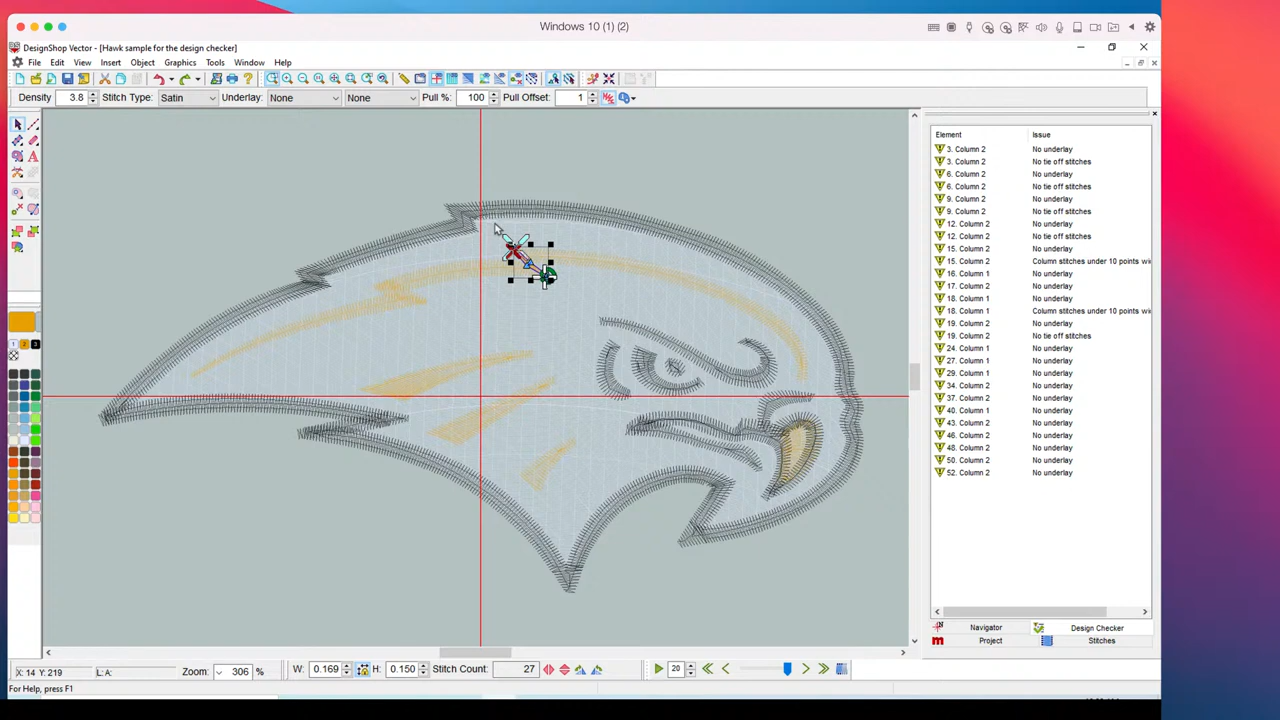 Windows 10 (1) (2)
DesignShop Vector - [Hawk sample for the design checker]
File Edit View Insert Object Graphics Tools Window Help
Density 3.8 Stitch Type: Satin Underlay: None None Pull %: 100 Pull Offset: 1
Element Issue
3. Column 2 No underlay
3. Column 2 No tie off stitches
6. Column 2 No underlay
6. Column 2 No tie off stitches
9. Column 2 No underlay
9. Column 2 No tie off stitches
12. Column 2 No underlay
12. Column 2 No tie off stitches
15. Column 2 No underlay
15. Column 2 Column stitches under 10 points wi
16. Column 1 No underlay
17. Column 2 No underlay
18. Column 1 No underlay
18. Column 1 Column stitches under 10 points wi
19. Column 2 No underlay
19. Column 2 No tie off stitches
24. Column 1 No underlay
27. Column 1 No underlay
29. Column 1 No underlay
34. Column 2 No underlay
37. Column 2 No underlay
40. Column 1 No underlay
43. Column 2 No underlay
46. Column 2 No underlay
48. Column 2 No underlay
50. Column 2 No underlay
52. Column 2 No underlay
1 2 3
Navigator Design Checker
Project Stitches
X: 14 Y: 219 L: A: Zoom: 306 % W: 0.169 H: 0.150 Stitch Count: 27 20
For Help, press F1